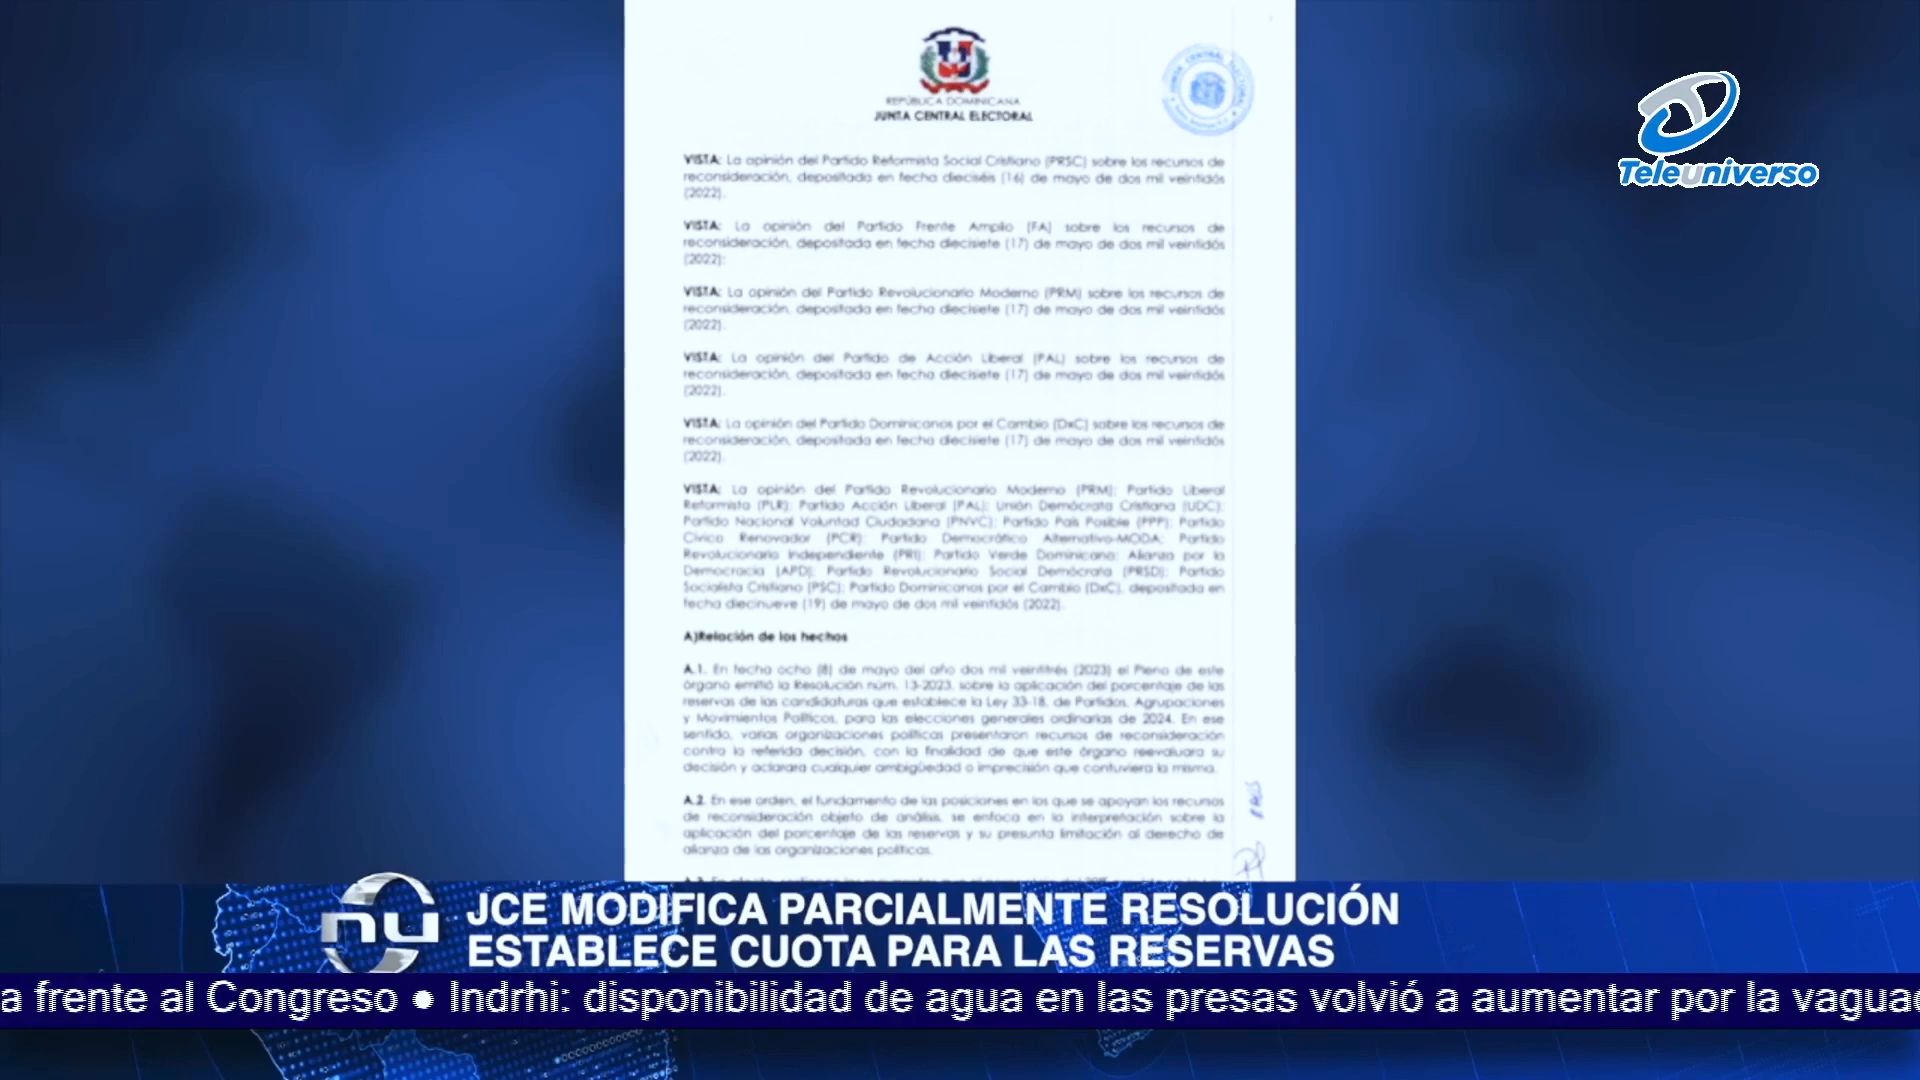 REPÚBLICA DOMINICANA
JUNTA CENTRAL ELECTORAL
JUNTA CENTRAL ELECTORAL
Teleuniverso
VISTA: La opinión del Partido Reformista Social Cristiano (PRSC) sobre los recursos de
reconsideración, depositada en fecha dieciséis (16) de mayo de dos mil veintidós
(2022).
VISTA: La opinión del Partido Frente Amplio (FA) sobre los recursos de
reconsideración, depositada en fecha diecisiete (17) de mayo de dos mil veintidós
(2022);
VISTA: La opinión del Partido Revolucionario Moderno (PRM) sobre los recursos de
reconsideración, depositada en fecha diecisiete (17) de mayo de dos mil veintidós
(2022).
VISTA: La opinión del Partido de Acción Liberal (PAL) sobre los recursos de
reconsideración, depositada en fecha diecisiete (17) de mayo de dos mil veintidós
(2022).
VISTA: La opinión del Partido Dominicanos por el Cambio (DxC) sobre los recursos de
reconsideración, depositada en fecha diecisiete (17) de mayo de dos mil veintidós
(2022).
VISTA: La opinión del Partido Revolucionario Moderno (PRM); Partido Liberal
Reformista (PLR); Partido Acción Liberal (PAL); Unión Demócrata Cristiana (UDC);
Partido Nacional Voluntad Ciudadana (PNVC); Partido País Posible (PPP); Partido
Cívico Renovador (PCR); Partido Democrático Alternativo-MODA; Partido
Revolucionario Independiente (PRI); Partido Verde Dominicano; Alianza por la
Democracia (APD); Partido Revolucionario Social Demócrata (PRSD); Partido
Socialista Cristiano (PSC); Partido Dominicanos por el Cambio (DxC), depositada en
fecha diecinueve (19) de mayo de dos mil veintidós (2022).
A)Relación de los hechos
A.1. En fecha ocho (8) de mayo del año dos mil veintitrés (2023) el Pleno de este
órgano emitió la Resolución núm. 13-2023, sobre la aplicación del porcentaje de las
reservas de las candidaturas que establece la Ley 33-18, de Partidos, Agrupaciones
y Movimientos Políticos, para las elecciones generales ordinarias de 2024. En ese
sentido, varias organizaciones políticas presentaron recursos de reconsideración
contra la referida decisión, con la finalidad de que este órgano reevaluara su
decisión y aclarara cualquier ambigüedad o imprecisión que contuviera la misma.
A.2. En ese orden, el fundamento de las posiciones en los que se apoyan los recursos
de reconsideración objeto de análisis, se enfoca en la interpretación sobre la
aplicación del porcentaje de las reservas y su presunta limitación al derecho de
alianza de las organizaciones políticas.
nu
JCE MODIFICA PARCIALMENTE RESOLUCIÓN
ESTABLECE CUOTA PARA LAS RESERVAS
a frente al Congreso ● Indrhi: disponibilidad de agua en las presas volvió a aumentar por la vaguad